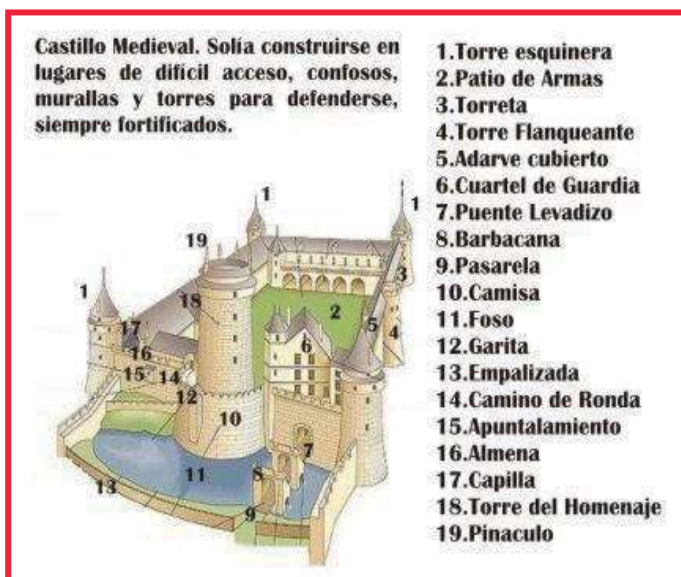 Castillo Medieval. Solía construirse en
lugares de difícil acceso, confosos,
murallas y torres para defenderse,
siempre fortificados.
1.Torre esquinera
2.Patio de Armas
3.Torreta
4.Torre Flanqueante
5.Adarve cubierto
6.Cuartel de Guardia
7.Puente Levadizo
8.Barbacana
9.Pasarela
10.Camisa
11.Foso
12.Garita
13.Empalizada
14.Camino de Ronda
15.Apuntalamiento
16.Almena
17.Capilla
18.Torre del Homenaje
19.Pinaculo
1
1
19
3
1
18
2
17
5
4
6
16
15
14
12
10
7
11
8
13
9